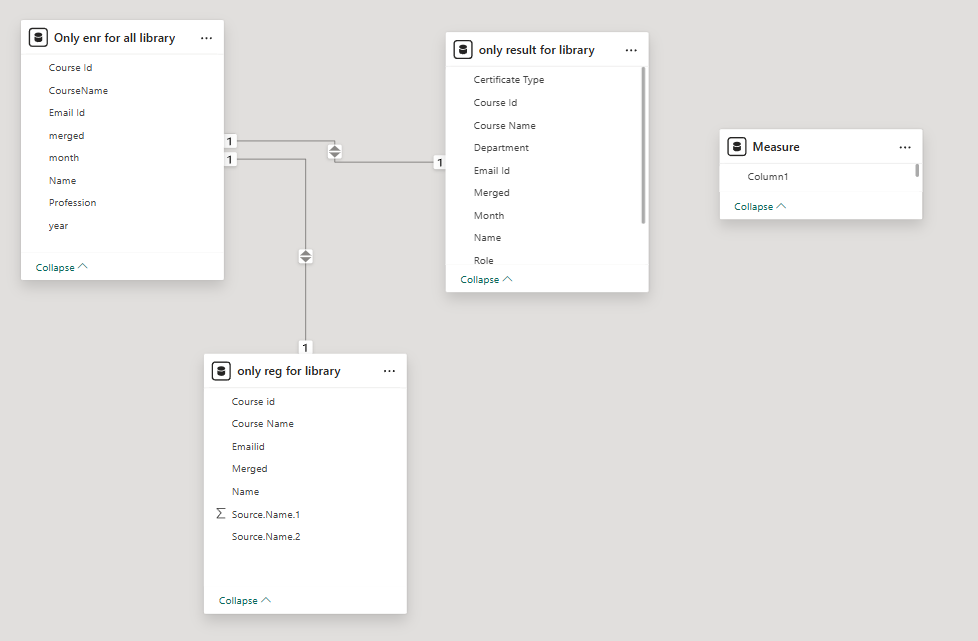 Only enr for all library
Course Id
CourseName
Email Id
merged
month
Name
Profession
year
Collapse
1
1
1
only result for library
Certificate Type
Course Id
Course Name
Department
Email Id
Merged
Month
Name
Role
Collapse
Measure
Column1
Collapse
1
only reg for library
Course id
Course Name
Emailid
Merged
Name
Σ Source.Name.1
Source.Name.2
Collapse